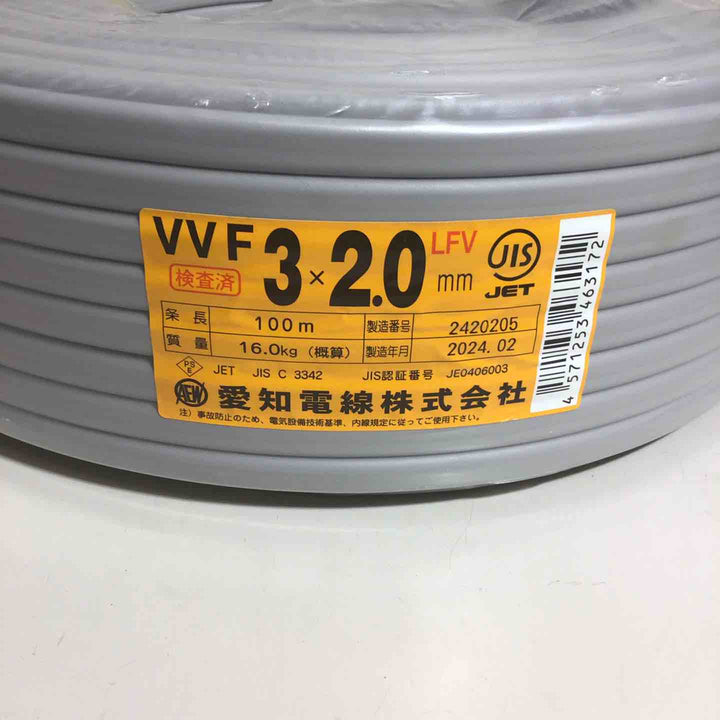 VVF 3×2.0 mm LFV
検査済
JIS
JET
条長 100m 製造番号 2420205
質量 16.0kg (概算) 製造年月 2024.02
PS E JET JIS C 3342 JIS認証番号 JE0406003
AEW 愛知電線株式会社
注) 事故防止のため、電気設備技術基準、内線規定に従ってご使用下さい。
4 571253 463172